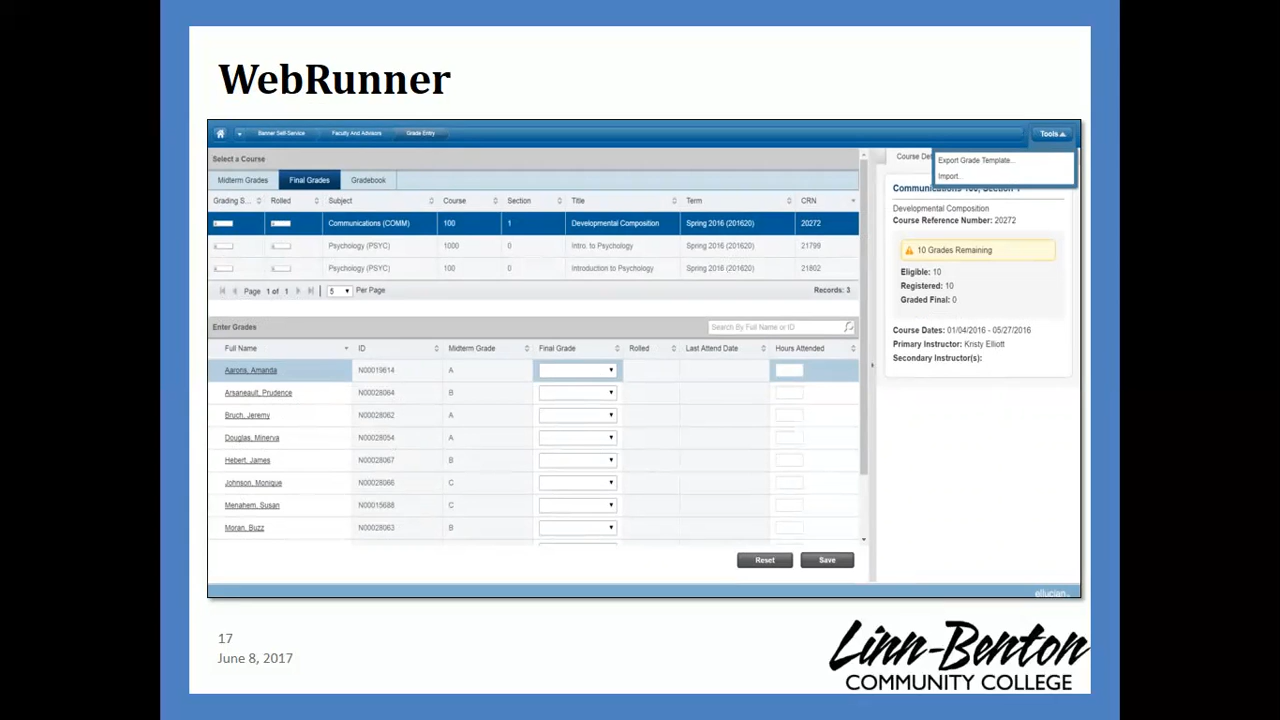 WebRunner
Banner Self-Service Faculty And Advisors Grade Entry Tools
Select a Course
Export Grade Template...
Import...
Midterm Grades Final Grades Gradebook
Grading S... Rolled Subject Course Section Title Term CRN
Communications (COMM) 100 1 Developmental Composition Spring 2016 (201620) 20272
Psychology (PSYC) 1000 0 Intro. to Psychology Spring 2016 (201620) 21799
Psychology (PSYC) 100 0 Introduction to Psychology Spring 2016 (201620) 21802
Page 1 of 1 5 Per Page Records: 3
Course Det
Communications 100, Section 1
Developmental Composition
Course Reference Number: 20272
10 Grades Remaining
Eligible: 10
Registered: 10
Graded Final: 0
Course Dates: 01/04/2016 - 05/27/2016
Primary Instructor: Kristy Elliott
Secondary Instructor(s):
Enter Grades Search By Full Name or ID
Full Name ID Midterm Grade Final Grade Rolled Last Attend Date Hours Attended
Aarons, Amanda N00019614 A
Arsaneault, Prudence N00028064 B
Bruch, Jeremy N00028062 A
Douglas, Minerva N00028054 A
Hebert, James N00028067 B
Johnson, Monique N00028066 C
Menahem, Susan N00015688 C
Moran, Buzz N00028063 B
Reset Save
ellucian
17
June 8, 2017
Linn-Benton
COMMUNITY COLLEGE